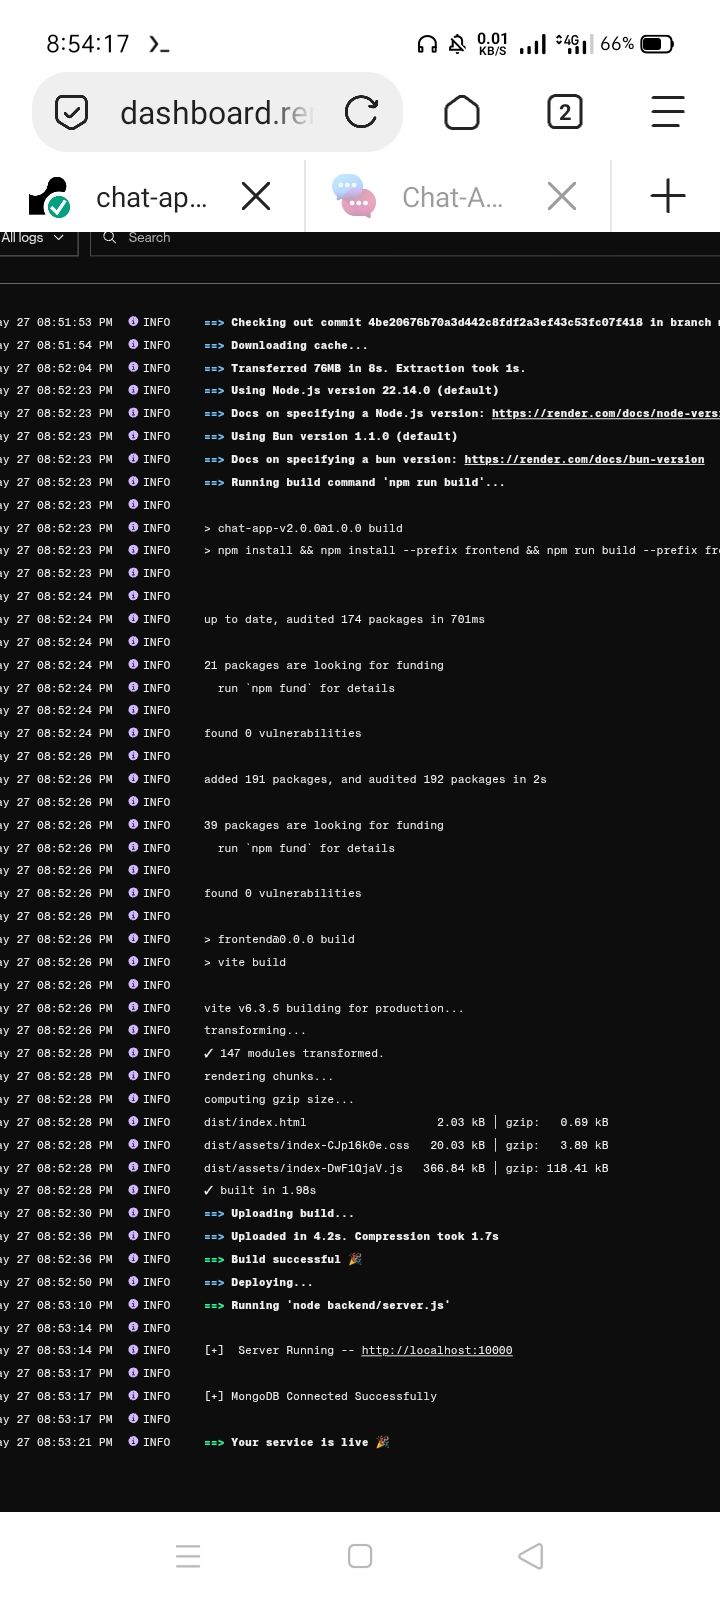 8:54:17
0.01
KB/S
4G
66%
dashboard.re
2
chat-ap...
Chat-A...
All logs
Search
ay 27 08:51:53 PM INFO ==> Checking out commit 4be20676b70a3d442c8fdf2a3ef43c53fc07f418 in branch
ay 27 08:51:54 PM INFO ==> Downloading cache...
ay 27 08:52:04 PM INFO ==> Transferred 76MB in 8s. Extraction took 1s.
ay 27 08:52:23 PM INFO ==> Using Node.js version 22.14.0 (default)
ay 27 08:52:23 PM INFO ==> Docs on specifying a Node.js version: https://render.com/docs/node-vers
ay 27 08:52:23 PM INFO ==> Using Bun version 1.1.0 (default)
ay 27 08:52:23 PM INFO ==> Docs on specifying a bun version: https://render.com/docs/bun-version
ay 27 08:52:23 PM INFO ==> Running build command 'npm run build'...
ay 27 08:52:23 PM INFO
ay 27 08:52:23 PM INFO > chat-app-v2.0.0@1.0.0 build
ay 27 08:52:23 PM INFO > npm install && npm install --prefix frontend && npm run build --prefix fr
ay 27 08:52:23 PM INFO
ay 27 08:52:24 PM INFO
ay 27 08:52:24 PM INFO up to date, audited 174 packages in 701ms
ay 27 08:52:24 PM INFO
ay 27 08:52:24 PM INFO 21 packages are looking for funding
ay 27 08:52:24 PM INFO run `npm fund` for details
ay 27 08:52:24 PM INFO
ay 27 08:52:24 PM INFO found 0 vulnerabilities
ay 27 08:52:26 PM INFO
ay 27 08:52:26 PM INFO added 191 packages, and audited 192 packages in 2s
ay 27 08:52:26 PM INFO
ay 27 08:52:26 PM INFO 39 packages are looking for funding
ay 27 08:52:26 PM INFO run `npm fund` for details
ay 27 08:52:26 PM INFO
ay 27 08:52:26 PM INFO found 0 vulnerabilities
ay 27 08:52:26 PM INFO
ay 27 08:52:26 PM INFO > frontend@0.0.0 build
ay 27 08:52:26 PM INFO > vite build
ay 27 08:52:26 PM INFO
ay 27 08:52:26 PM INFO vite v6.3.5 building for production...
ay 27 08:52:26 PM INFO transforming...
ay 27 08:52:28 PM INFO ✓ 147 modules transformed.
ay 27 08:52:28 PM INFO rendering chunks...
ay 27 08:52:28 PM INFO computing gzip size...
ay 27 08:52:28 PM INFO dist/index.html 2.03 kB │ gzip: 0.69 kB
ay 27 08:52:28 PM INFO dist/assets/index-CJp16k0e.css 20.03 kB │ gzip: 3.89 kB
ay 27 08:52:28 PM INFO dist/assets/index-DwF1QjaV.js 366.84 kB │ gzip: 118.41 kB
ay 27 08:52:28 PM INFO ✓ built in 1.98s
ay 27 08:52:30 PM INFO ==> Uploading build...
ay 27 08:52:36 PM INFO ==> Uploaded in 4.2s. Compression took 1.7s
ay 27 08:52:36 PM INFO ==> Build successful 🎉
ay 27 08:52:50 PM INFO ==> Deploying...
ay 27 08:53:10 PM INFO ==> Running 'node backend/server.js'
ay 27 08:53:14 PM INFO
ay 27 08:53:14 PM INFO [+] Server Running -- http://localhost:10000
ay 27 08:53:17 PM INFO
ay 27 08:53:17 PM INFO [+] MongoDB Connected Successfully
ay 27 08:53:17 PM INFO
ay 27 08:53:21 PM INFO ==> Your service is live 🎉